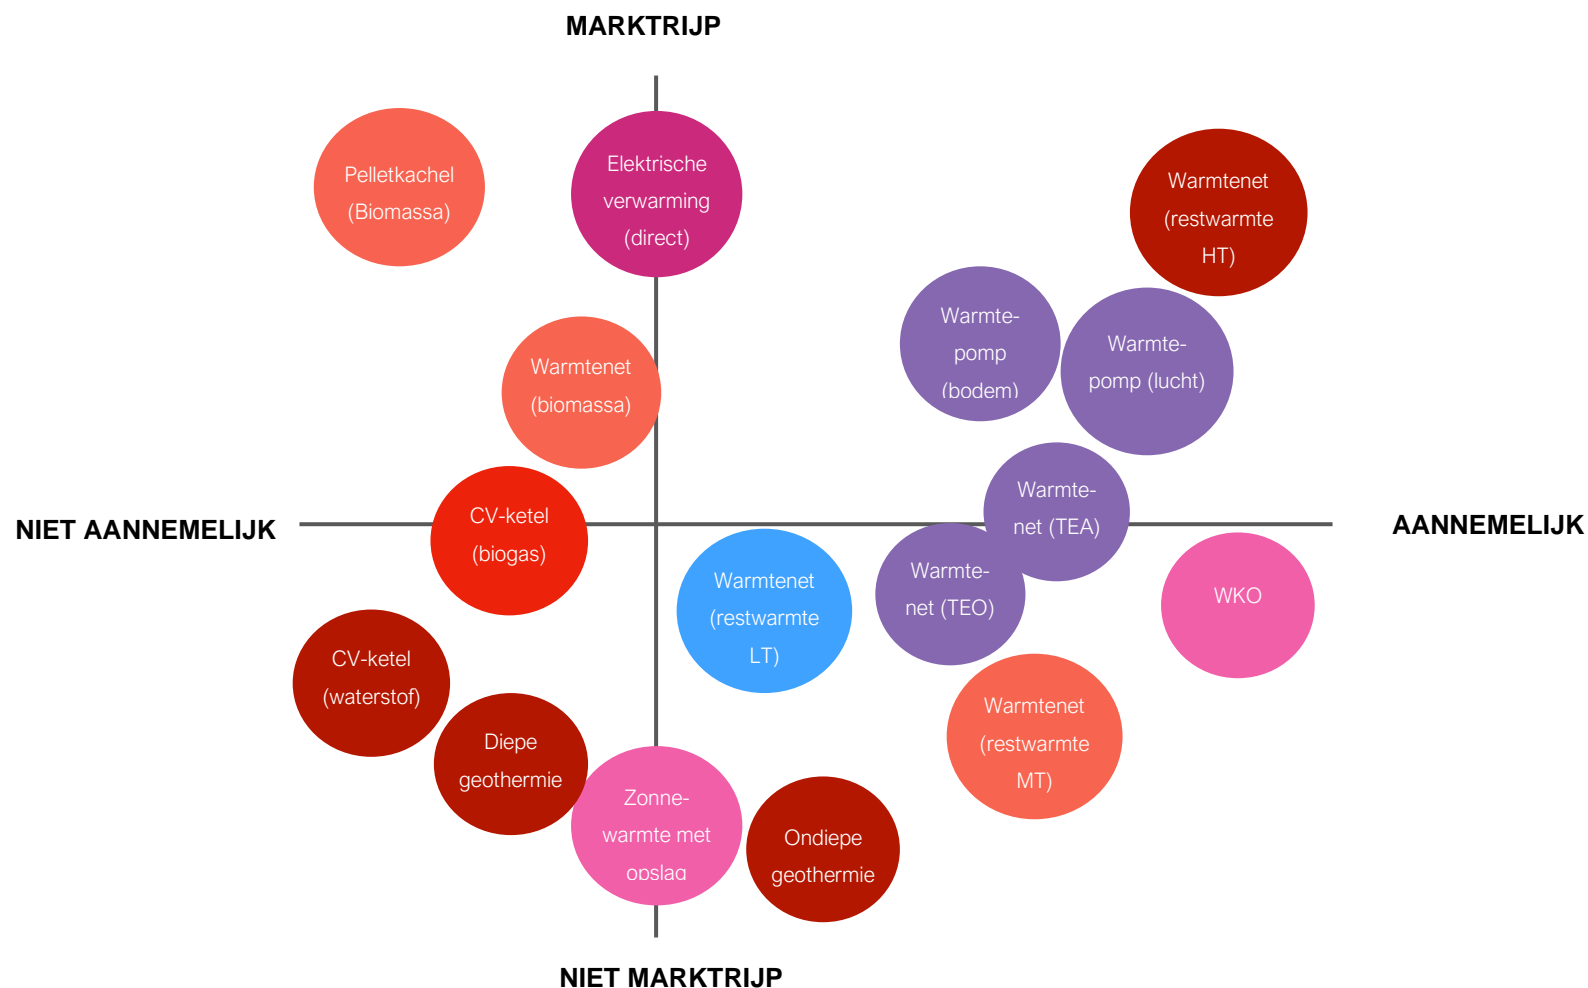 MARKTRIJP
Pelletkachel
(Biomassa)
Elektrische
verwarming
(direct)
Warmtenet
(restwarmte
HT)
Warmte-
pomp
(bodem)
Warmte-
pomp (lucht)
Warmtenet
(biomassa)
Warmte-
net (TEA)
CV-ketel
(biogas)
NIET AANNEMELIJK
AANNEMELIJK
Warmtenet
(restwarmte
LT)
Warmte-
net (TEO)
WKO
CV-ketel
(waterstof)
Diepe
geothermie
Warmtenet
(restwarmte
MT)
Zonne-
warmte met
opslag
Ondiepe
geothermie
NIET MARKTRIJP